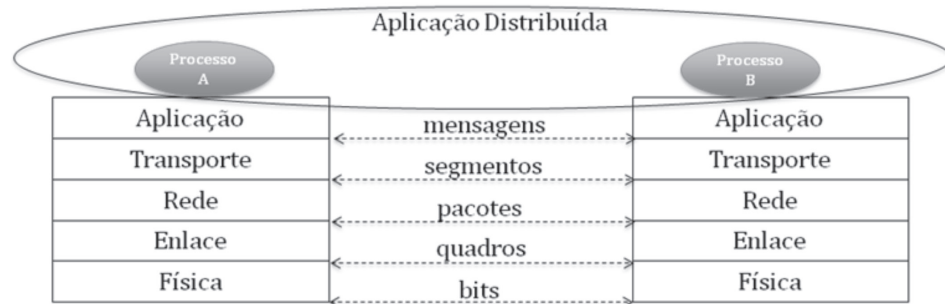 Aplicação Distribuída
Processo A
Processo B
Aplicação
mensagens
Aplicação
Transporte
segmentos
Transporte
Rede
pacotes
Rede
Enlace
quadros
Enlace
Física
bits
Física